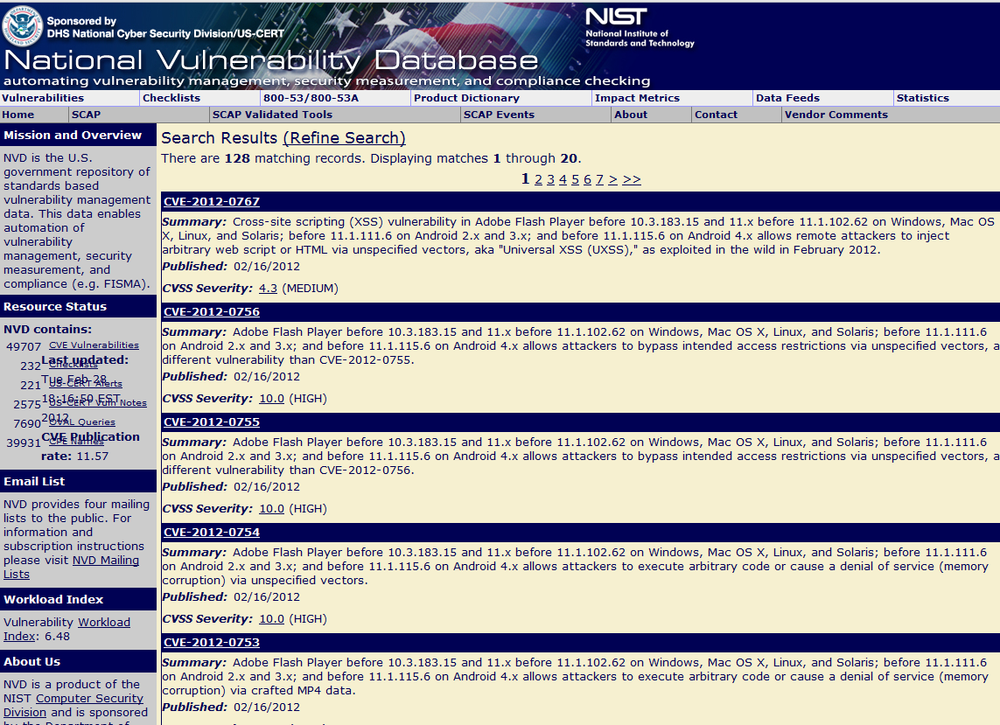 Sponsored by
DHS National Cyber Security Division/US-CERT
NIST
National Institute of
Standards and Technology
National Vulnerability Database
automating vulnerability management, security measurement, and compliance checking
Vulnerabilities Checklists 800-53/800-53A Product Dictionary Impact Metrics Data Feeds Statistics
Home SCAP SCAP Validated Tools SCAP Events About Contact Vendor Comments
Mission and Overview
NVD is the U.S.
government repository of
standards based
vulnerability management
data. This data enables
automation of
vulnerability
management, security
measurement, and
compliance (e.g. FISMA).
Resource Status
NVD contains:
49707 CVE Vulnerabilities
232 Checklists
221 US-CERT Alerts
2575 US-CERT Vuln Notes
7690 OVAL Queries
39931 CPE Names
Last updated:
Tue Feb 28
18:16:50 EST
2012
CVE Publication
rate: 11.57
Email List
NVD provides four mailing
lists to the public. For
information and
subscription instructions
please visit NVD Mailing
Lists
Workload Index
Vulnerability Workload
Index: 6.48
About Us
NVD is a product of the
NIST Computer Security
Division and is sponsored
by the Department of
Search Results (Refine Search)
There are 128 matching records. Displaying matches 1 through 20.
1 2 3 4 5 6 7 > >>
CVE-2012-0767
Summary: Cross-site scripting (XSS) vulnerability in Adobe Flash Player before 10.3.183.15 and 11.x before 11.1.102.62 on Windows, Mac OS
X, Linux, and Solaris; before 11.1.111.6 on Android 2.x and 3.x; and before 11.1.115.6 on Android 4.x allows remote attackers to inject
arbitrary web script or HTML via unspecified vectors, aka "Universal XSS (UXSS)," as exploited in the wild in February 2012.
Published: 02/16/2012
CVSS Severity: 4.3 (MEDIUM)
CVE-2012-0756
Summary: Adobe Flash Player before 10.3.183.15 and 11.x before 11.1.102.62 on Windows, Mac OS X, Linux, and Solaris; before 11.1.111.6
on Android 2.x and 3.x; and before 11.1.115.6 on Android 4.x allows attackers to bypass intended access restrictions via unspecified vectors, a
different vulnerability than CVE-2012-0755.
Published: 02/16/2012
CVSS Severity: 10.0 (HIGH)
CVE-2012-0755
Summary: Adobe Flash Player before 10.3.183.15 and 11.x before 11.1.102.62 on Windows, Mac OS X, Linux, and Solaris; before 11.1.111.6
on Android 2.x and 3.x; and before 11.1.115.6 on Android 4.x allows attackers to bypass intended access restrictions via unspecified vectors, a
different vulnerability than CVE-2012-0756.
Published: 02/16/2012
CVSS Severity: 10.0 (HIGH)
CVE-2012-0754
Summary: Adobe Flash Player before 10.3.183.15 and 11.x before 11.1.102.62 on Windows, Mac OS X, Linux, and Solaris; before 11.1.111.6
on Android 2.x and 3.x; and before 11.1.115.6 on Android 4.x allows attackers to execute arbitrary code or cause a denial of service (memory
corruption) via unspecified vectors.
Published: 02/16/2012
CVSS Severity: 10.0 (HIGH)
CVE-2012-0753
Summary: Adobe Flash Player before 10.3.183.15 and 11.x before 11.1.102.62 on Windows, Mac OS X, Linux, and Solaris; before 11.1.111.6
on Android 2.x and 3.x; and before 11.1.115.6 on Android 4.x allows attackers to execute arbitrary code or cause a denial of service (memory
corruption) via crafted MP4 data.
Published: 02/16/2012